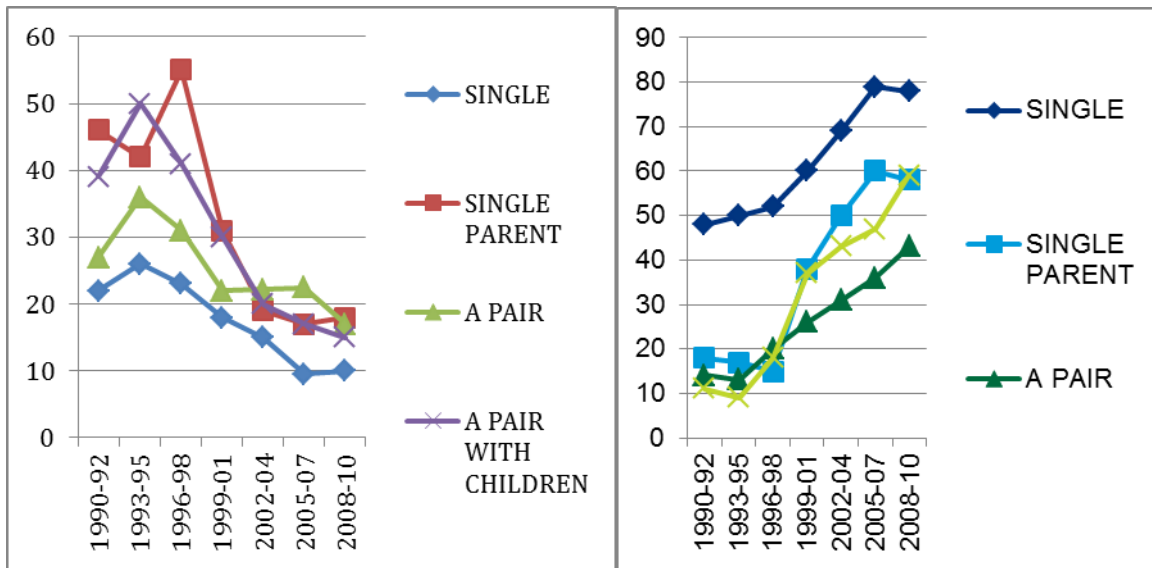 60
50
40
30
20
10
0
1990-92
1993-95
1996-98
1999-01
2002-04
2005-07
2008-10
SINGLE
SINGLE
PARENT
A PAIR
A PAIR
WITH
CHILDREN
90
80
70
60
50
40
30
20
10
0
1990-92
1993-95
1996-98
1999-01
2002-04
2005-07
2008-10
SINGLE
SINGLE
PARENT
A PAIR